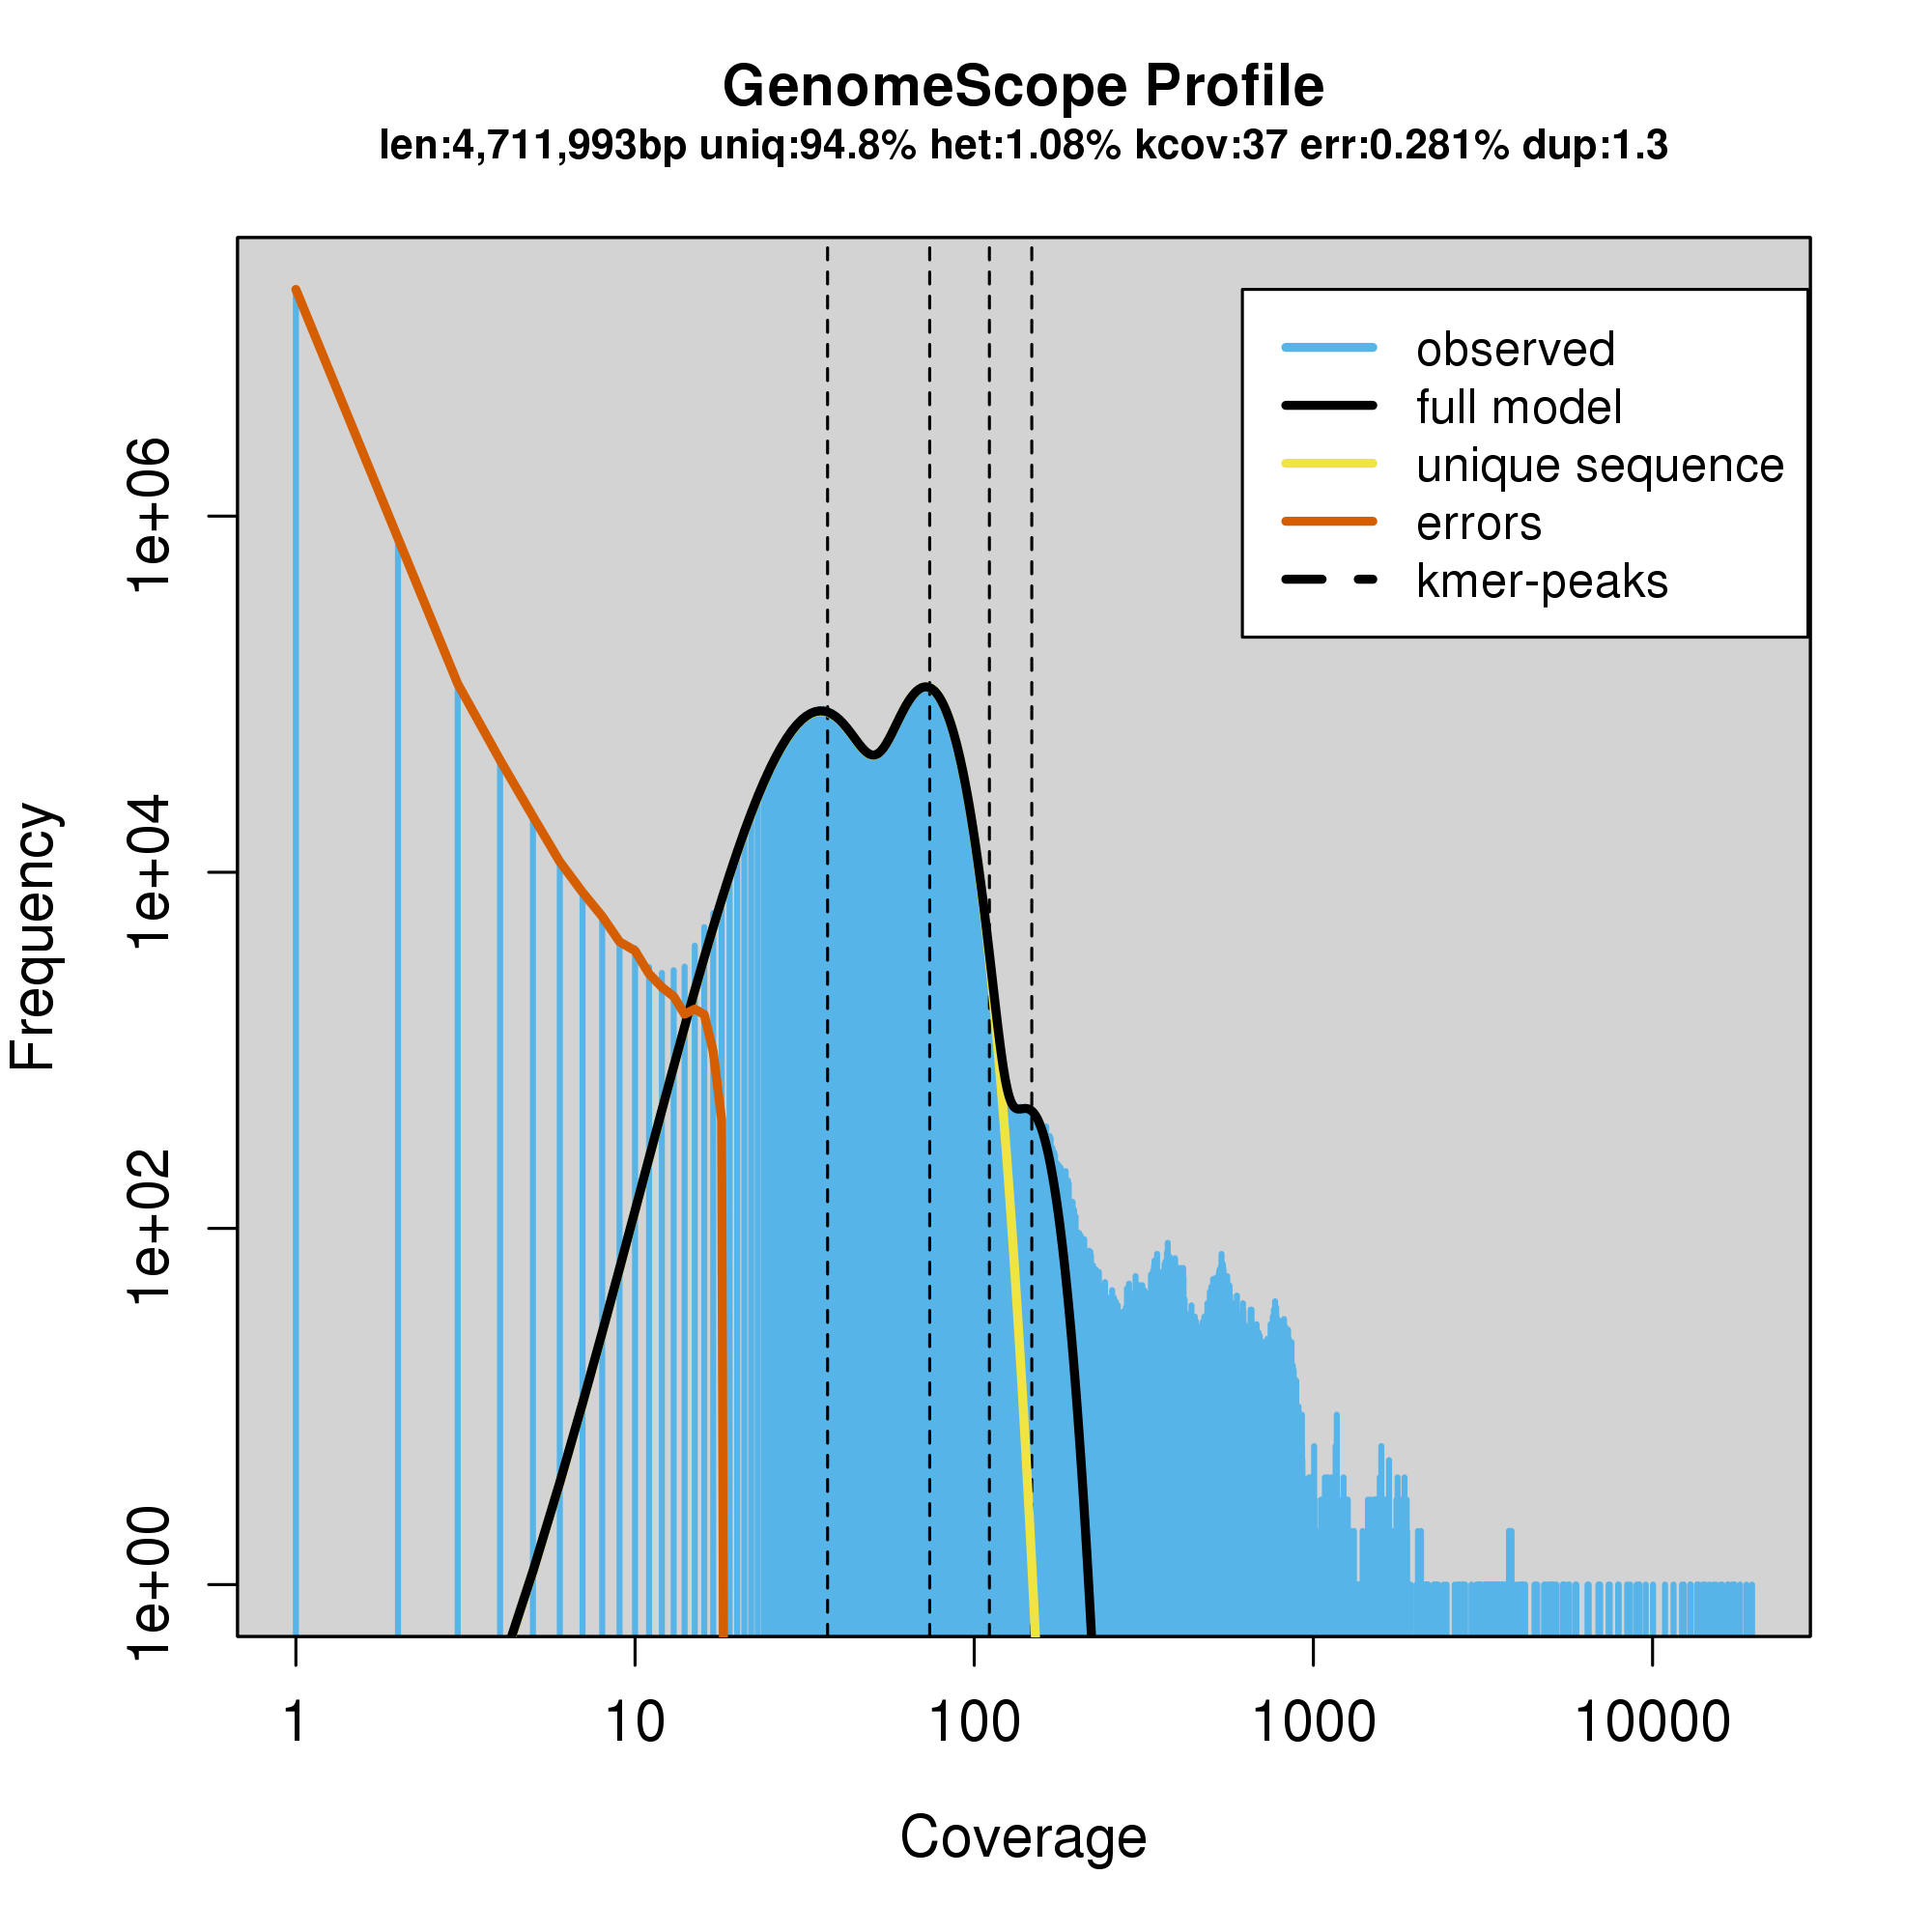 GenomeScope Profile
len:4,711,993bp uniq:94.8% het:1.08% kcov:37 err:0.281% dup:1.3
observed
full model
unique sequence
errors
kmer-peaks
Frequency
1e+06
1e+04
1e+02
1e+00
1 10 100 1000 10000
Coverage